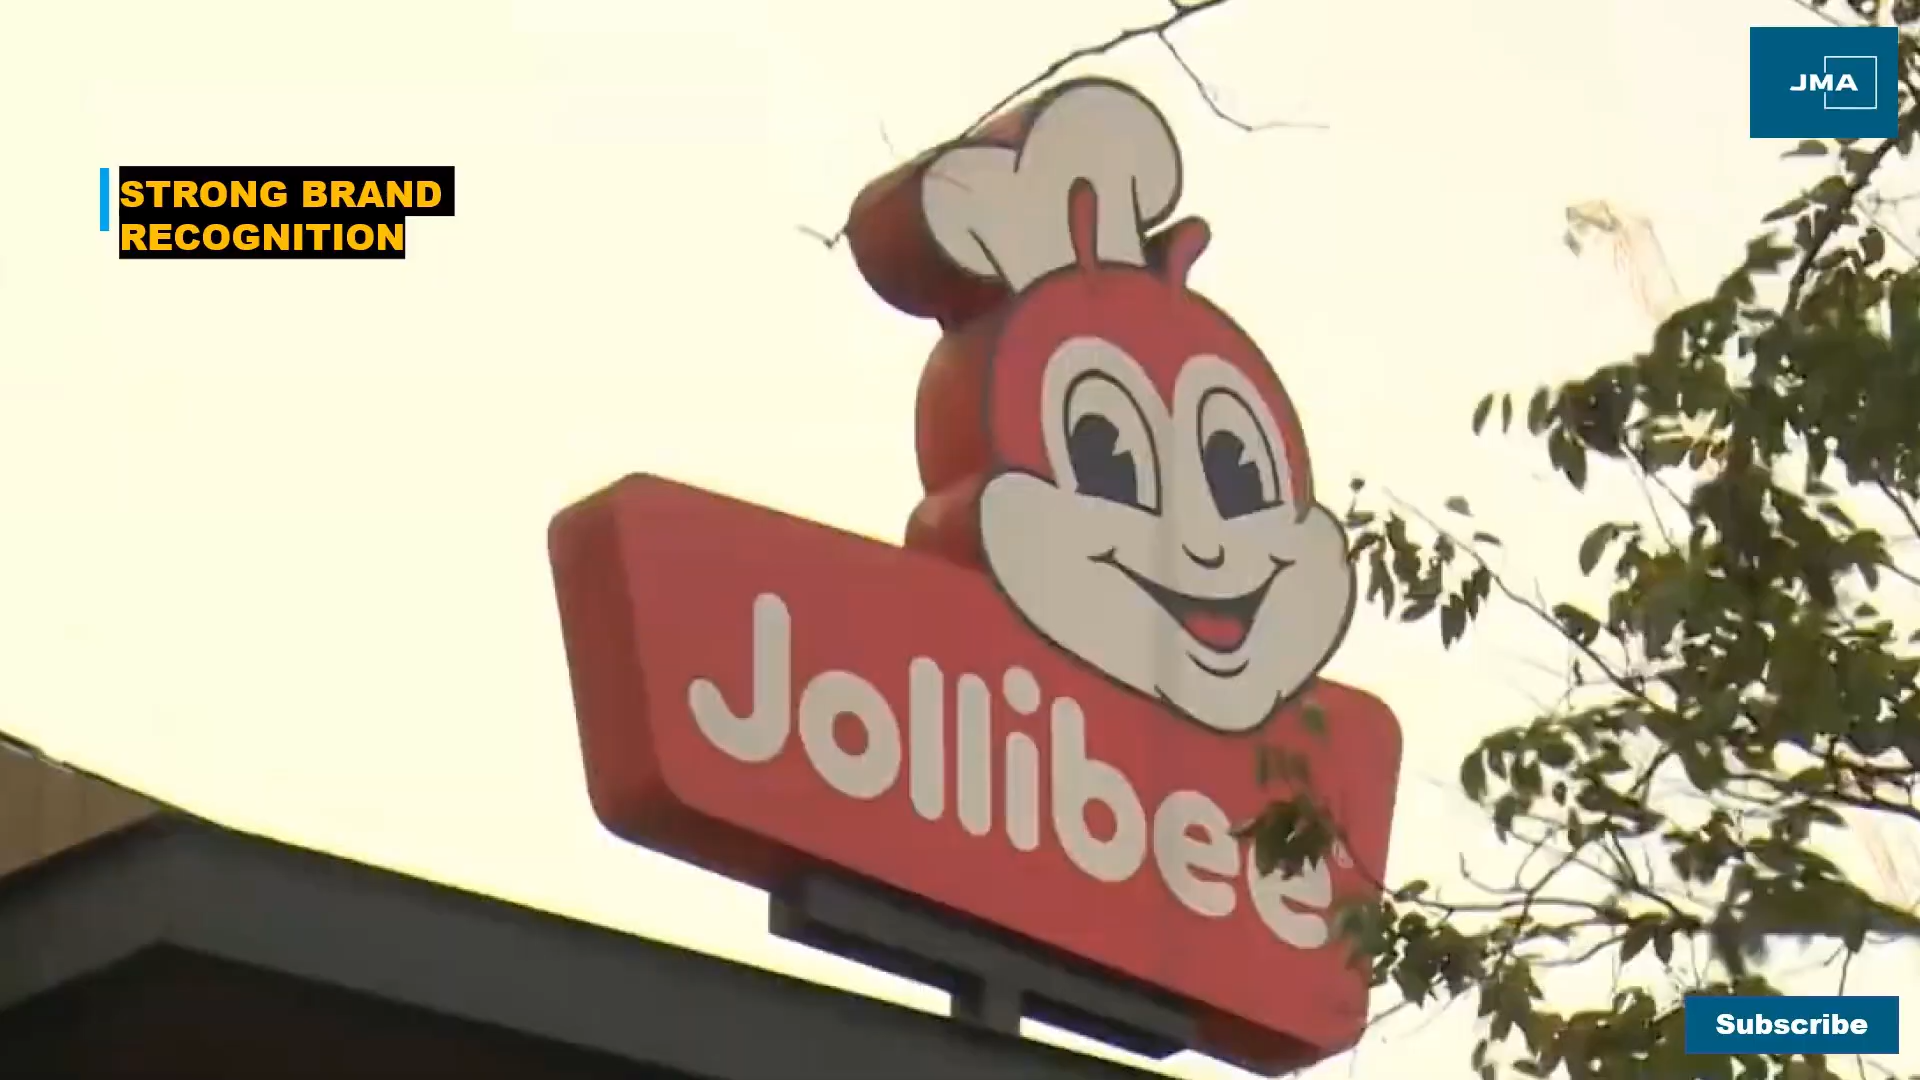 JMA
STRONG BRAND
RECOGNITION
Jollibee
Subscribe